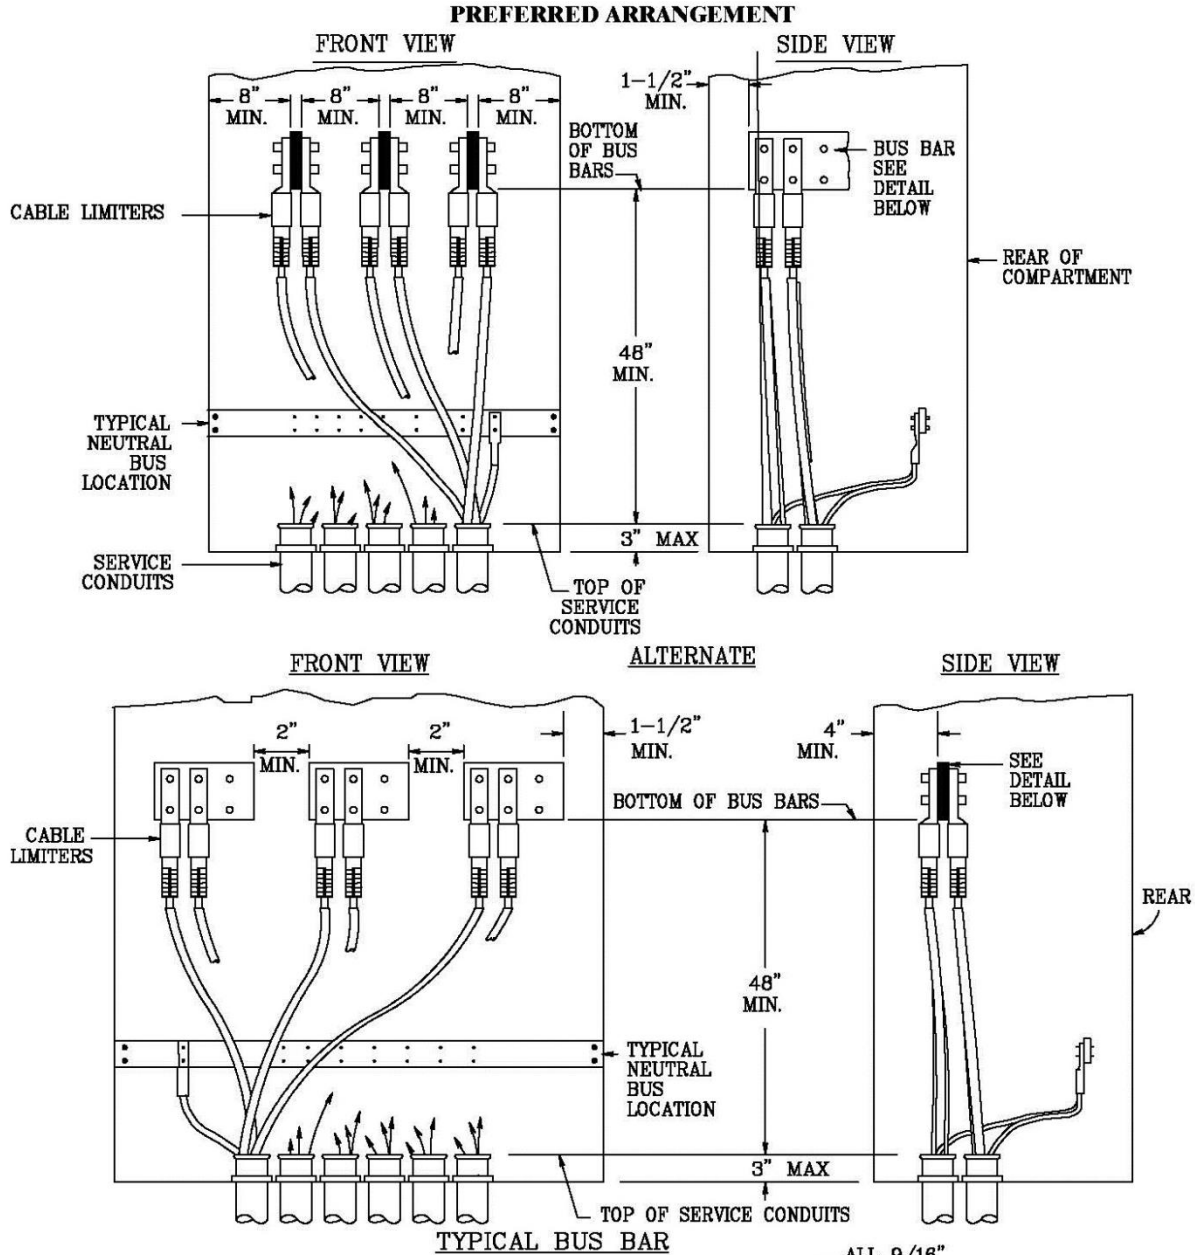 PREFERRED ARRANGEMENT
FRONT VIEW
SIDE VIEW
8" MIN.
8" MIN.
8" MIN.
8" MIN.
1-1/2"
MIN.
BOTTOM
OF BUS
BARS
BUS BAR
SEE
DETAIL
BELOW
CABLE LIMITERS
REAR OF
COMPARTMENT
48"
MIN.
TYPICAL
NEUTRAL
BUS
LOCATION
3" MAX
SERVICE
CONDUITS
TOP OF
SERVICE
CONDUITS
ALTERNATE
FRONT VIEW
SIDE VIEW
2"
MIN.
2"
MIN.
1-1/2"
MIN.
4"
MIN.
SEE
DETAIL
BELOW
BOTTOM OF BUS BARS
CABLE
LIMITERS
REAR
48"
MIN.
TYPICAL
NEUTRAL
BUS
LOCATION
3" MAX
TOP OF SERVICE CONDUITS
TYPICAL BUS BAR
ALL 9/16"